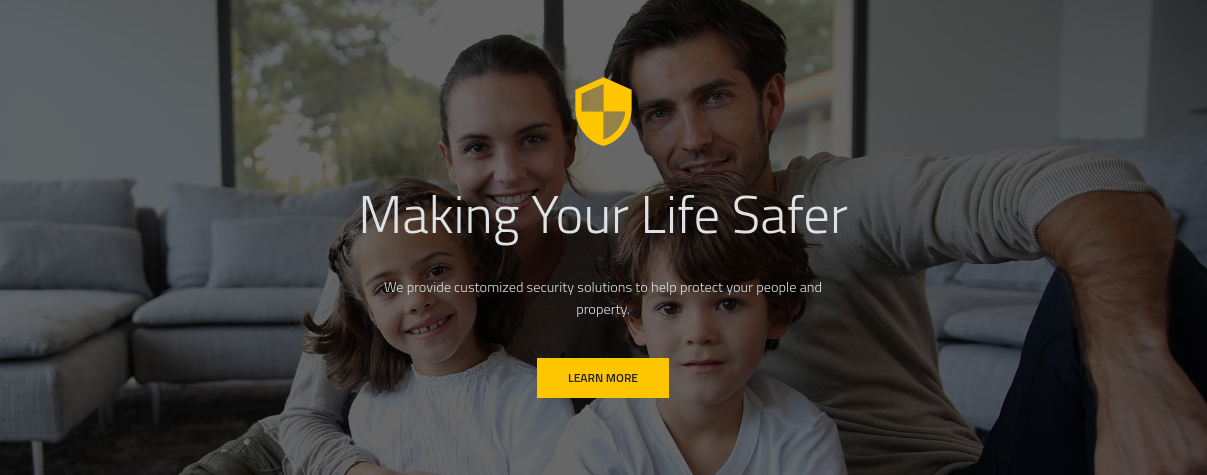 Making Your Life Safer
We provide customized security solutions to help protect your people and
property.
LEARN MORE